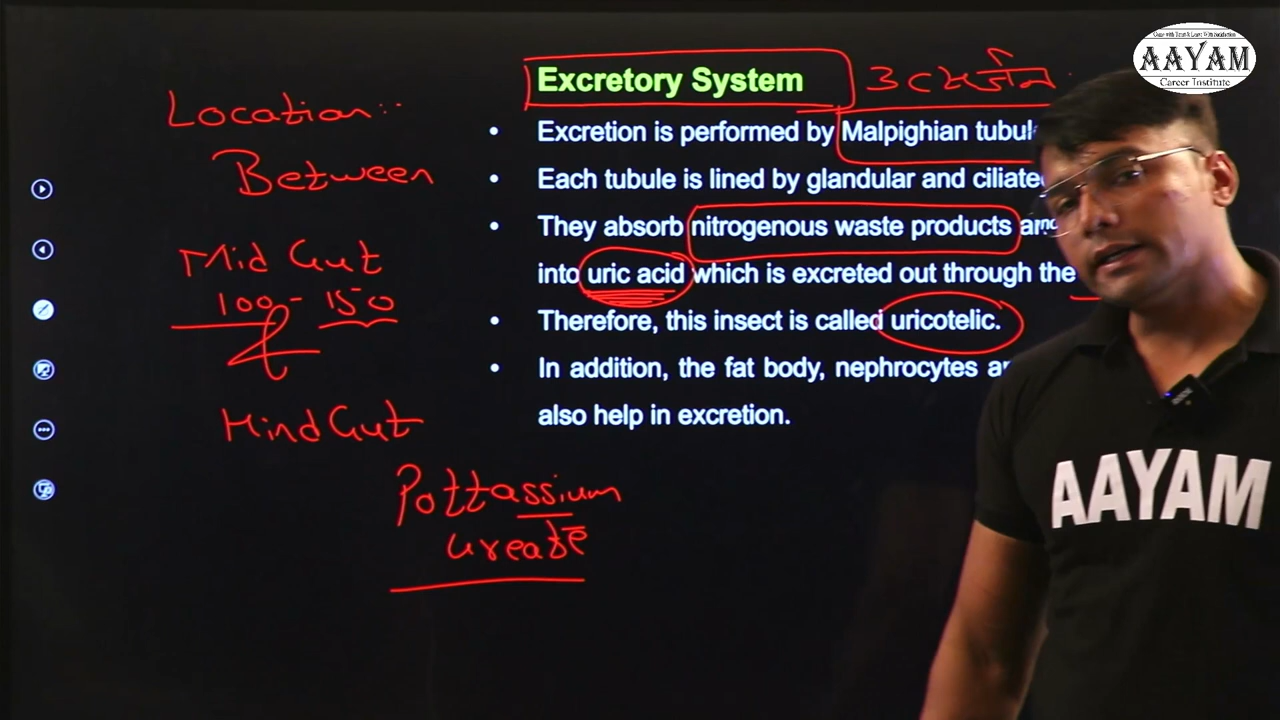 AAYAM
Career Institute
Excretory System
उत्सर्जन
Location::
Between
Mid Gut
100-150
Hind Gut
Pottassium
ureate
• Excretion is performed by Malpighian tubul
• Each tubule is lined by glandular and ciliate
• They absorb nitrogenous waste products an
into uric acid which is excreted out through the
• Therefore, this insect is called uricotelic.
• In addition, the fat body, nephrocytes ar
also help in excretion.
AAYAM